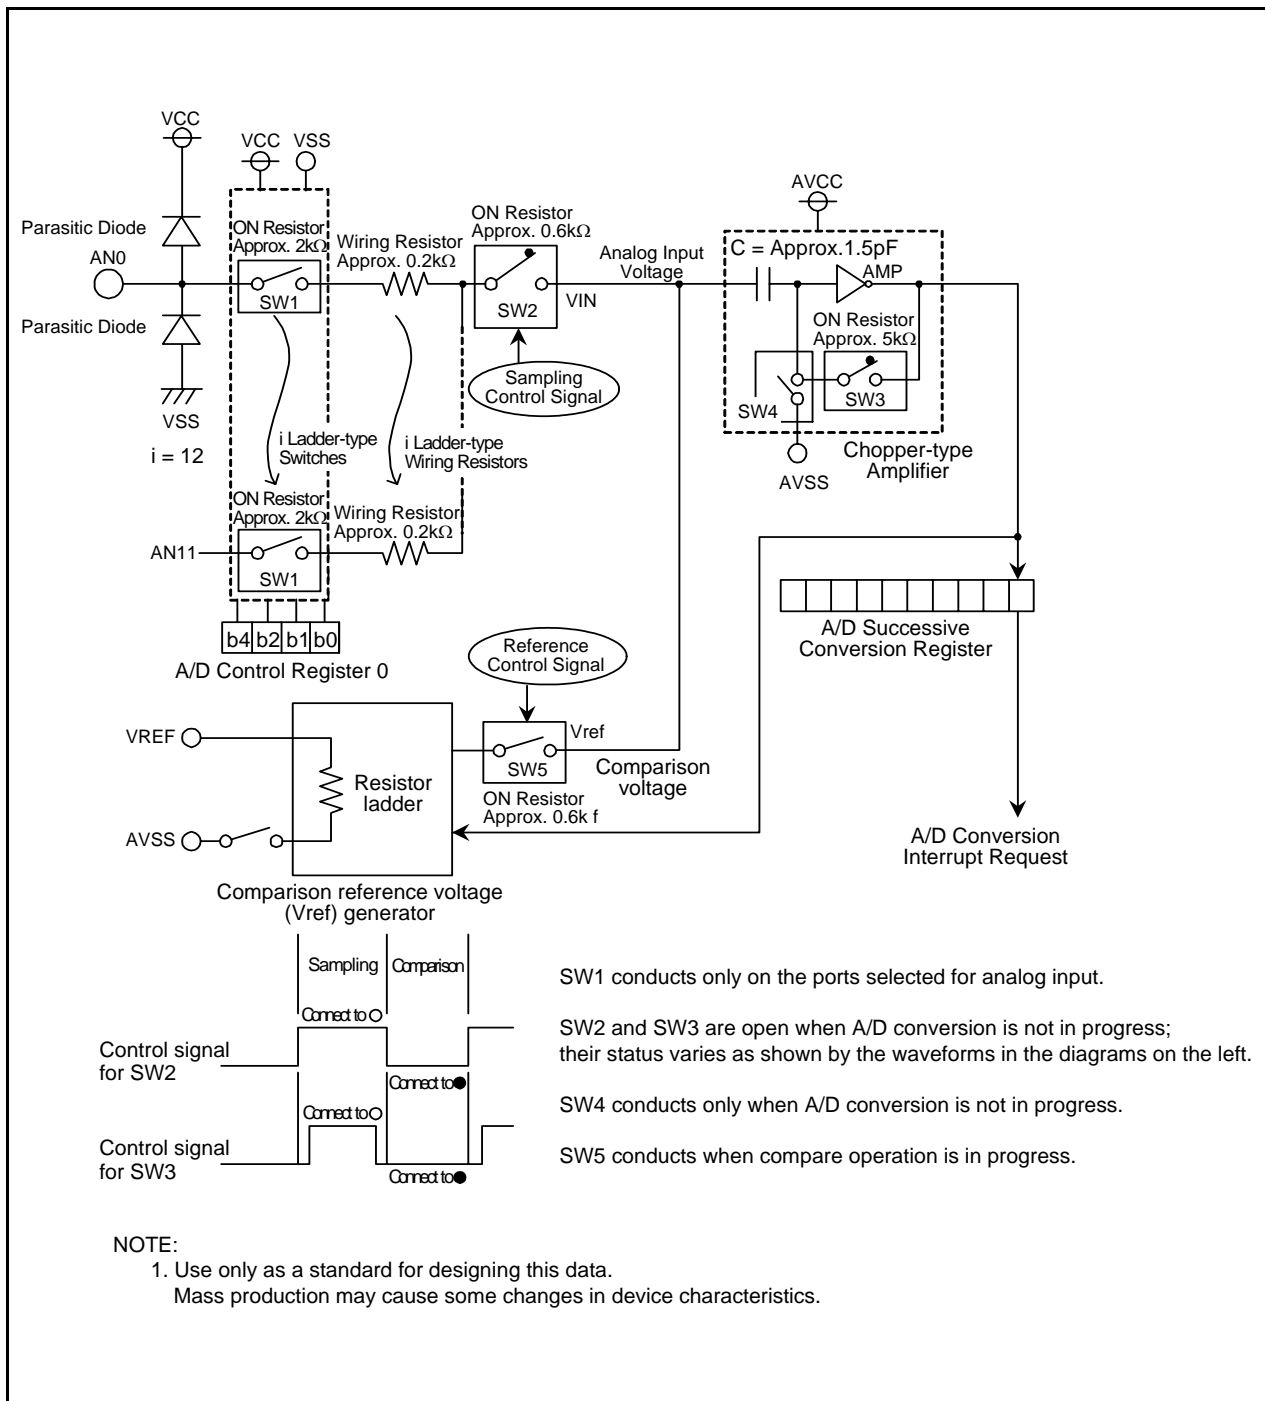 VCC
VCC VSS
AVCC
Parasitic Diode
ON Resistor
Approx. 2kΩ
Wiring Resistor
Approx. 0.2kΩ
ON Resistor
Approx. 0.6kΩ
Analog Input
Voltage
C = Approx.1.5pF
AMP
AN0
SW1
SW2
VIN
Parasitic Diode
ON Resistor
Approx. 5kΩ
Sampling
Control Signal
SW4
SW3
VSS
i = 12
i Ladder-type
Switches
i Ladder-type
Wiring Resistors
AVSS
Chopper-type
Amplifier
ON Resistor
Approx. 2kΩ
Wiring Resistor
Approx. 0.2kΩ
AN11
SW1
b4 b2 b1 b0
A/D Control Register 0
A/D Successive
Conversion Register
Reference
Control Signal
VREF
Vref
SW5
Resistor
ladder
Comparison
voltage
ON Resistor
Approx. 0.6k f
AVSS
A/D Conversion
Interrupt Request
Comparison reference voltage
(Vref) generator
Sampling Comparison
Connect to ○
Control signal
for SW2
Connect to ●
Connect to ○
Control signal
for SW3
Connect to ●
SW1 conducts only on the ports selected for analog input.
SW2 and SW3 are open when A/D conversion is not in progress;
their status varies as shown by the waveforms in the diagrams on the left.
SW4 conducts only when A/D conversion is not in progress.
SW5 conducts when compare operation is in progress.
NOTE:
1. Use only as a standard for designing this data.
Mass production may cause some changes in device characteristics.